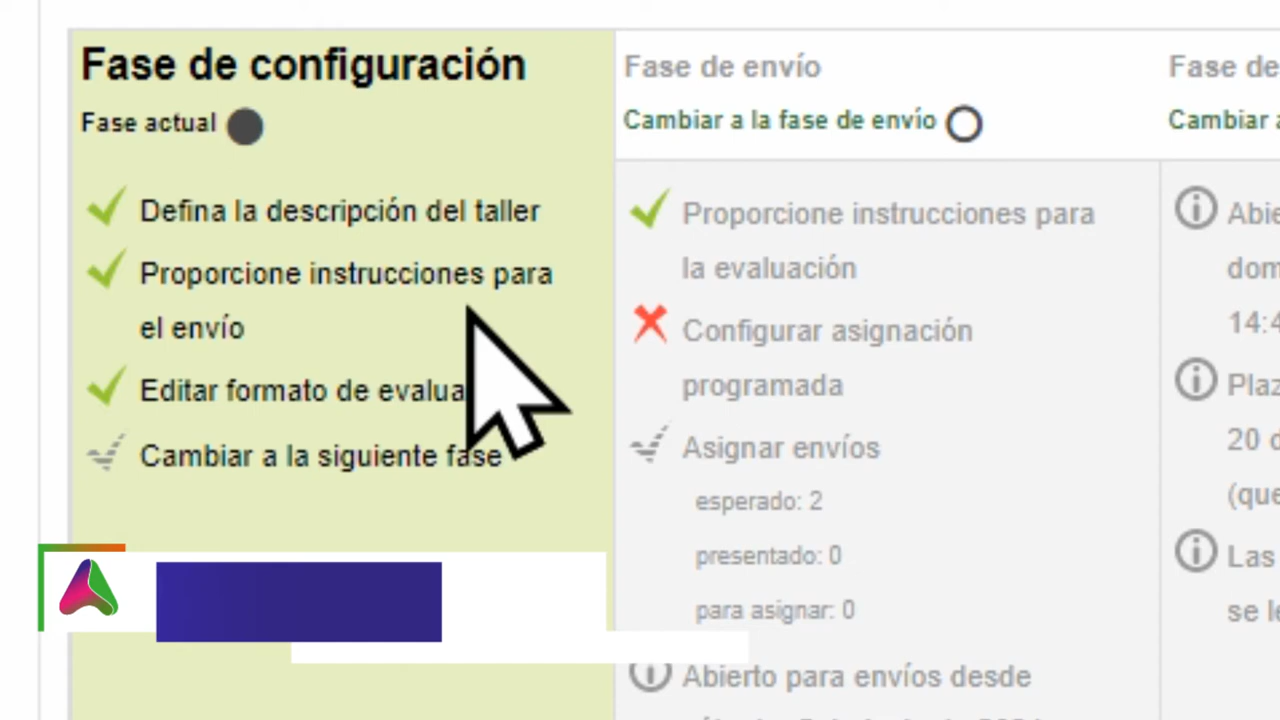 Fase de configuración
Fase actual
Defina la descripción del taller
Proporcione instrucciones para
el envío
Editar formato de
Cambiar a la siguiente fase
Fase de envío
Cambiar a la fase de envío
Proporcione instrucciones para
la evaluación
Configurar asignación
programada
Asignar envíos
esperado: 2
presentado: 0
para asignar: 0
Abierto para envíos desde
Fase de
Cambiar
20
Las